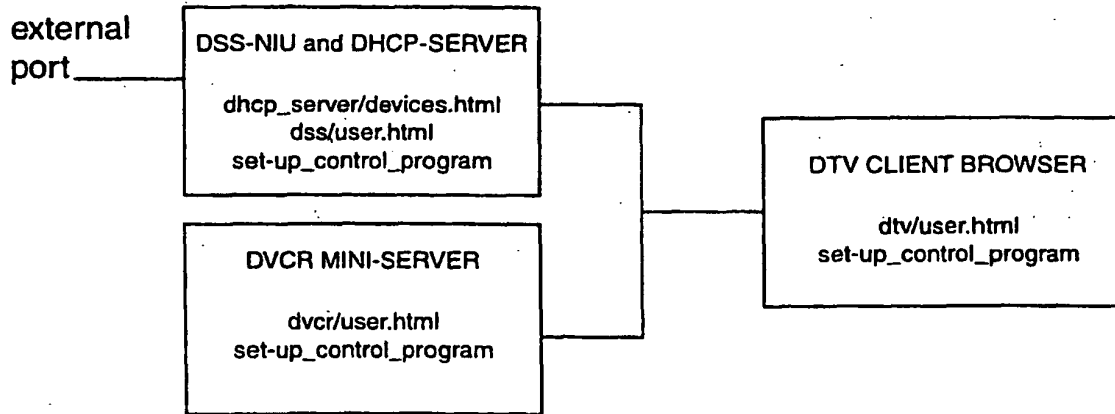 external
port
DSS-NIU and DHCP-SERVER
dhcp_server/devices.html
dss/user.html
set-up_control_program
DVCR MINI-SERVER
dvcr/user.html
set-up_control_program
DTV CLIENT BROWSER
dtv/user.html
set-up_control_program